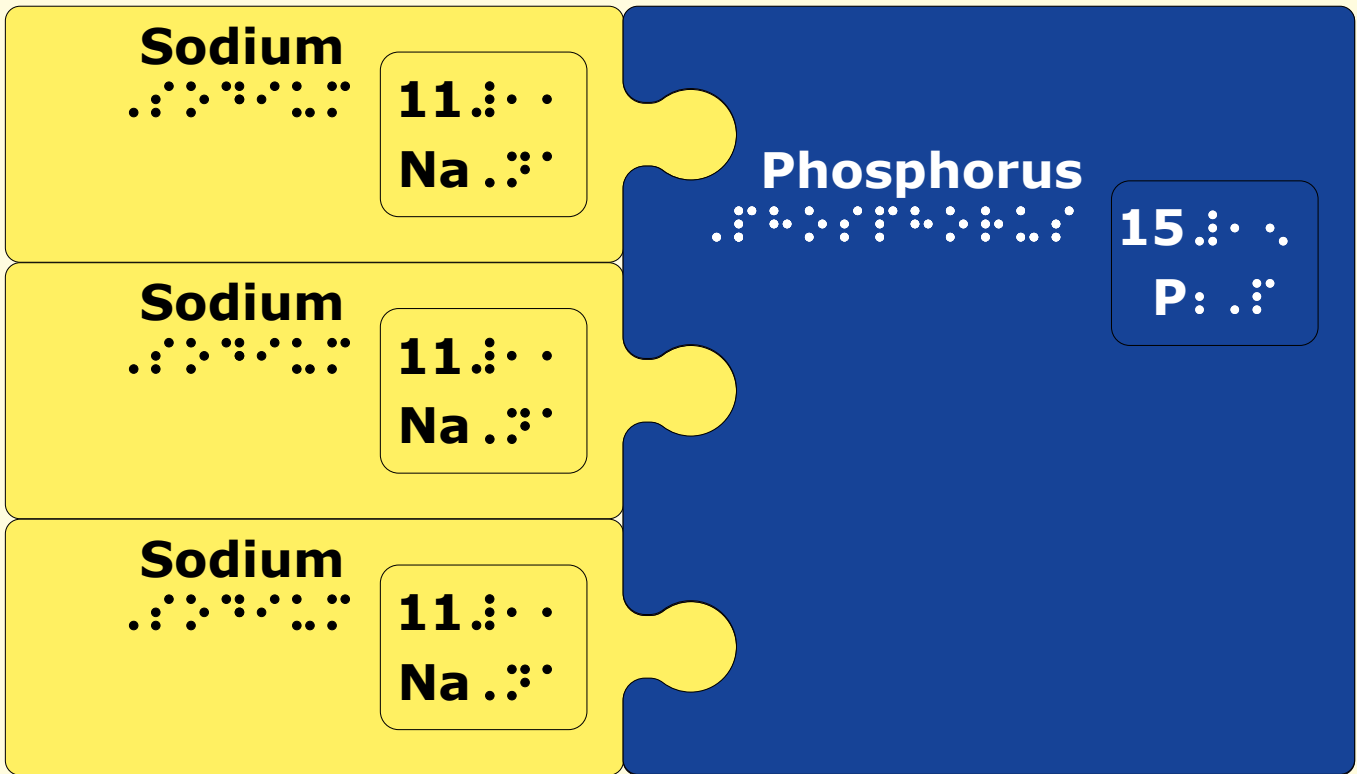 Sodium
⠠⠎⠕⠙⠊⠥⠍
11⠼⠁⠁
Na⠠⠝⠁
Phosphorus
⠠⠏⠓⠕⠎⠏⠓⠕⠗⠥⠎
15⠼⠁⠑
P⠰⠠⠏
Sodium
⠠⠎⠕⠙⠊⠥⠍
11⠼⠁⠁
Na⠠⠝⠁
Sodium
⠠⠎⠕⠙⠊⠥⠍
11⠼⠁⠁
Na⠠⠝⠁